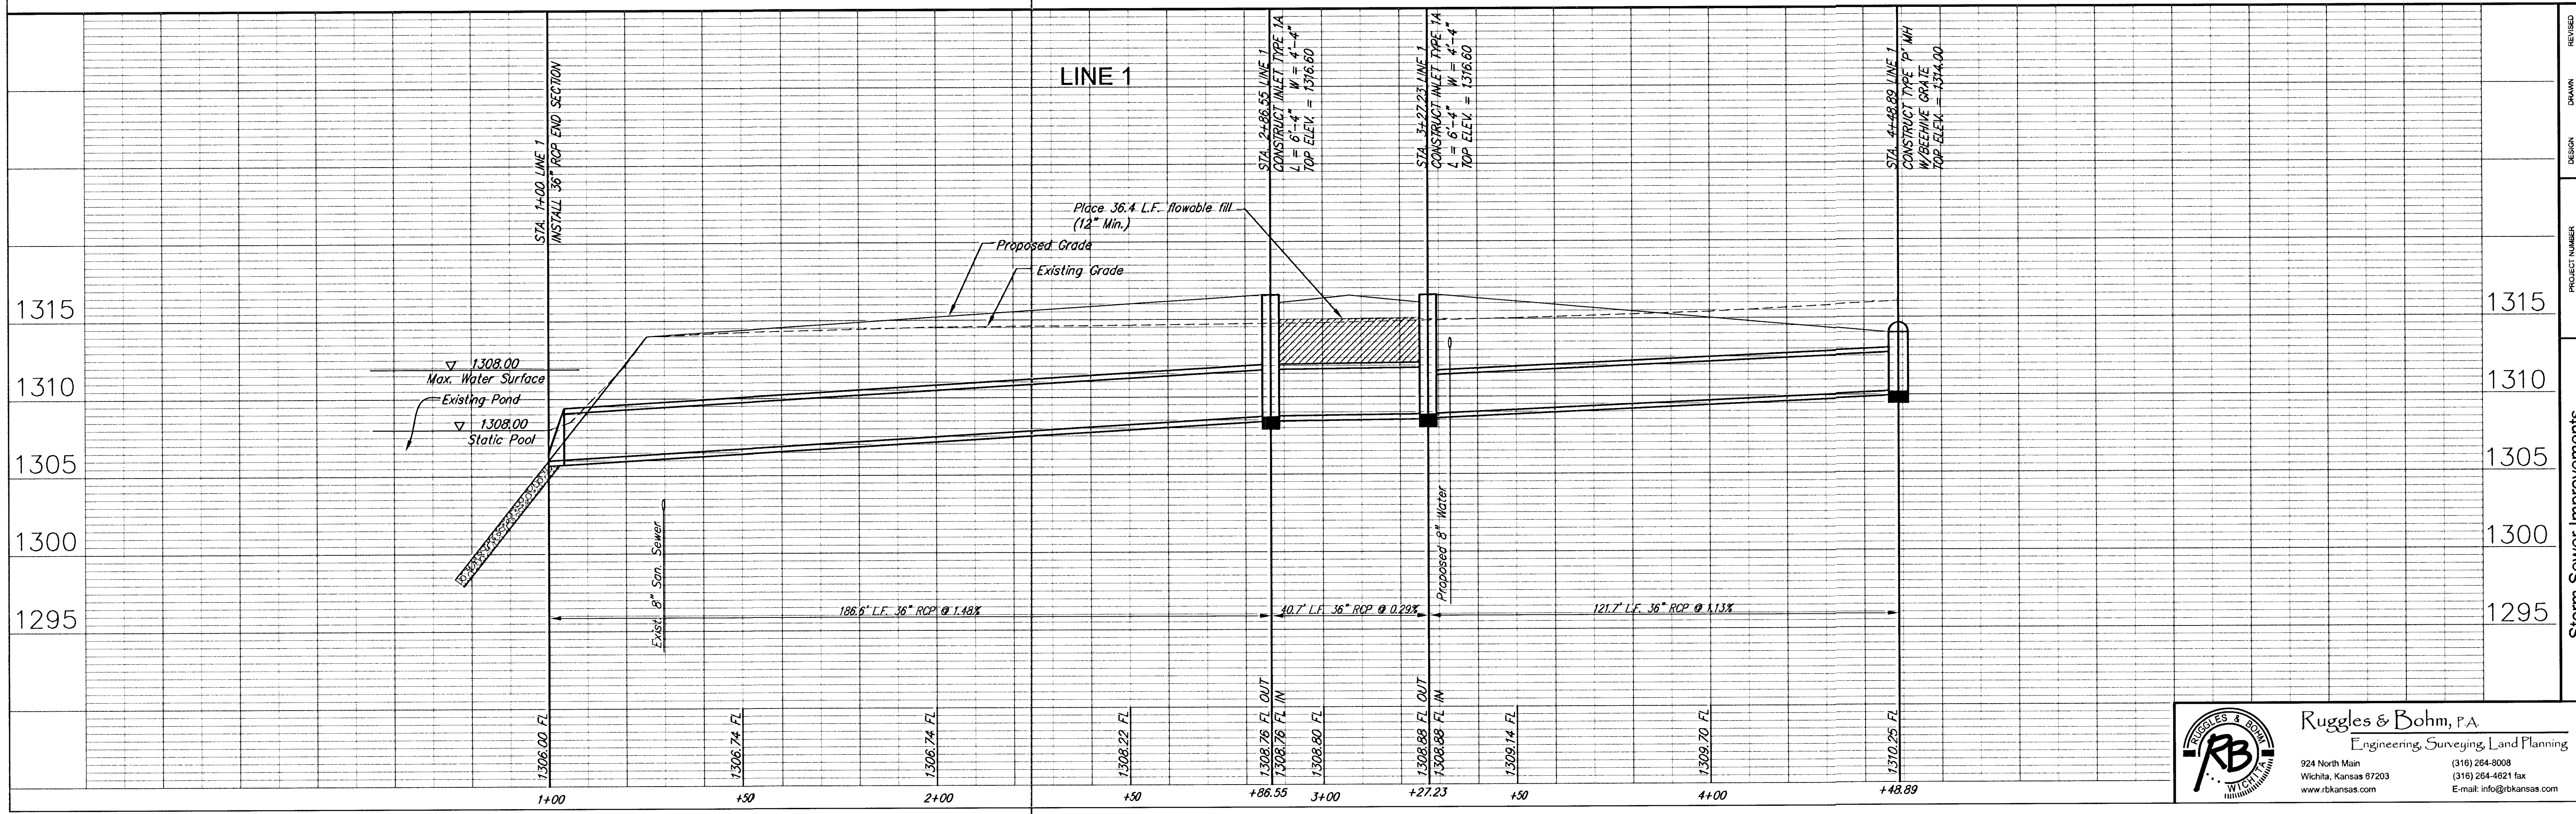 LINE 1
STA. 1+00 LINE 1
INSTALL 36" RCP END SECTION
STA. 2+86.55 LINE 1
CONSTRUCT INLET TYPE 1A
L = 6'-4" W = 4'-4"
TOP ELEV. = 1316.60
STA. 3+27.23 LINE 1
CONSTRUCT INLET TYPE 1A
L = 6'-4" W = 4'-4"
TOP ELEV. = 1316.60
STA. 4+48.89 LINE 1
CONSTRUCT TYPE 'P' MH
W/BEEHIVE GRATE
TOP ELEV. = 1314.00
Place 36.4 L.F. flowable fill
(12" Min.)
Proposed Grade
Existing Grade
1315
1310
1305
1300
1295
1308.00
Max. Water Surface
Existing Pond
1308.00
Static Pool
Exist. 8" San. Sewer
Proposed 8" Water
186.6' L.F. 36" RCP @ 1.48%
40.7' L.F. 36" RCP @ 0.29%
121.7' L.F. 36" RCP @ 1.13%
1315
1310
1305
1300
1295
1306.00 FL
1306.74 FL
1306.74 FL
1308.22 FL
1308.76 FL OUT
1308.76 FL IN
1308.80 FL
1308.88 FL OUT
1308.88 FL IN
1309.14 FL
1309.70 FL
1310.25 FL
1+00
+50
2+00
+50
+86.55
3+00
+27.23
+50
4+00
+48.89
REVISED
DRAWN
DESIGN
PROJECT NUMBER
Storm Sewer Improvements
RUGGLES & BOHM
RB
WICHITA
Ruggles & Bohm, P.A.
Engineering, Surveying, Land Planning
924 North Main
Wichita, Kansas 67203
www.rbkansas.com
(316) 264-8008
(316) 264-4621 fax
E-mail: info@rbkansas.com